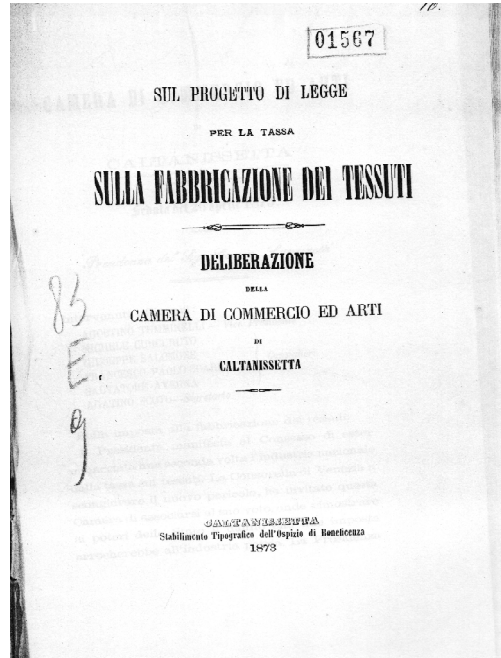 10.
01567
SUL PROGETTO DI LEGGE
PER LA TASSA
SULLA FABBRICAZIONE DEI TESSUTI
DELIBERAZIONE
DELLA
CAMERA DI COMMERCIO ED ARTI
DI
CALTANISSETTA
83
E.
9
CALTANISSETTA
Stabilimento Tipografico dell'Ospizio di Beneficenza
1873